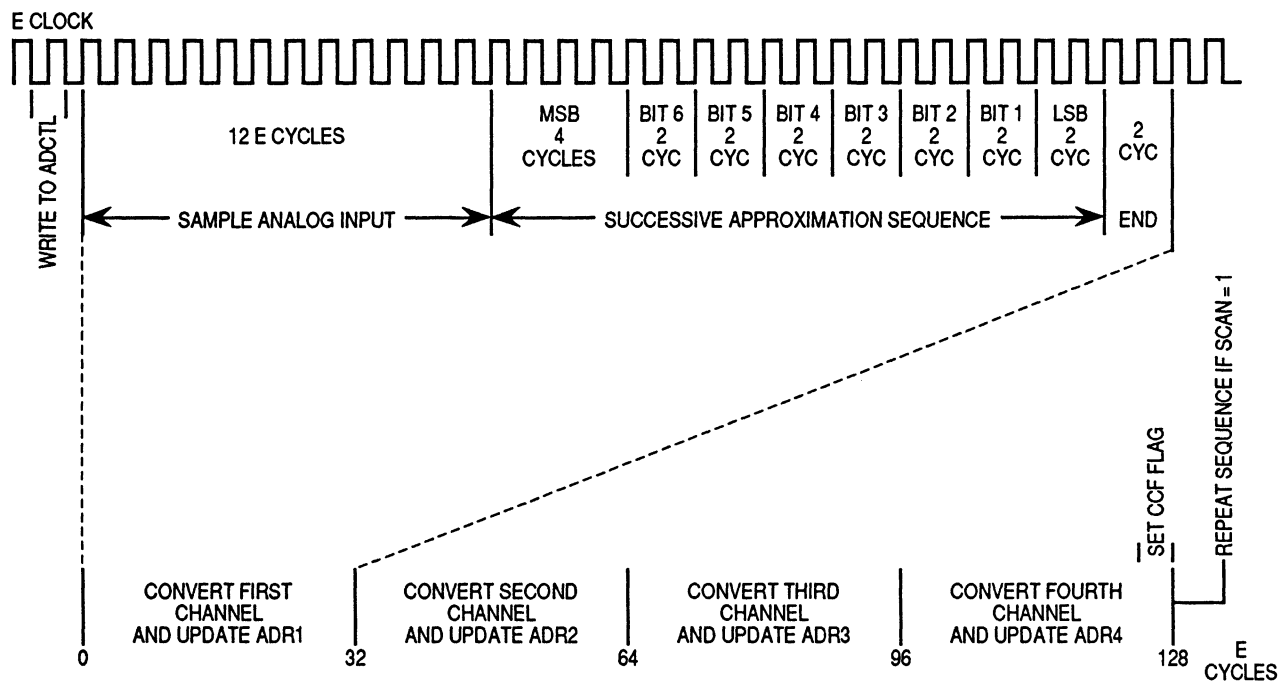 E CLOCK
WRITE TO ADCTL
12 E CYCLES
MSB
4
CYCLES
BIT 6
2
CYC
BIT 5
2
CYC
BIT 4
2
CYC
BIT 3
2
CYC
BIT 2
2
CYC
BIT 1
2
CYC
LSB
2
CYC
2
CYC
SAMPLE ANALOG INPUT
SUCCESSIVE APPROXIMATION SEQUENCE
END
SET CCF FLAG
REPEAT SEQUENCE IF SCAN = 1
CONVERT FIRST
CHANNEL
AND UPDATE ADR1
CONVERT SECOND
CHANNEL
AND UPDATE ADR2
CONVERT THIRD
CHANNEL
AND UPDATE ADR3
CONVERT FOURTH
CHANNEL
AND UPDATE ADR4
0
32
64
96
128
E
CYCLES